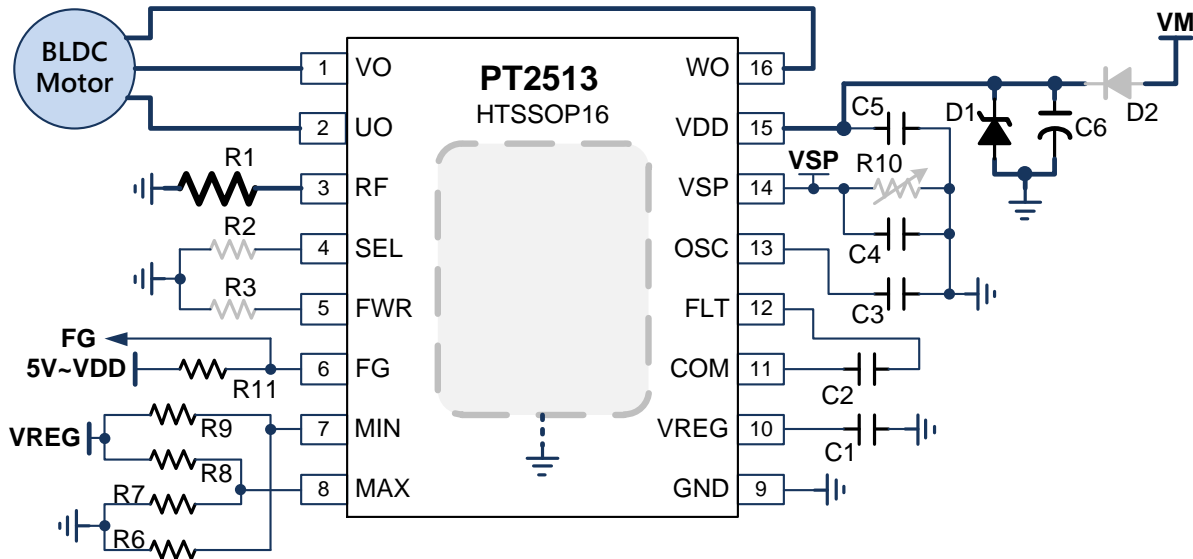 BLDC
Motor
VM
PT2513
HTSSOP16
1
VO
WO
16
2
UO
VDD
15
C5
D1
C6
D2
R1
3
RF
VSP
14
VSP
R10
R2
4
SEL
OSC
13
C4
R3
5
FWR
FLT
12
C3
FG
5V~VDD
R11
6
FG
COM
11
C2
VREG
R9
7
MIN
VREG
10
C1
R8
R7
8
MAX
GND
9
R6